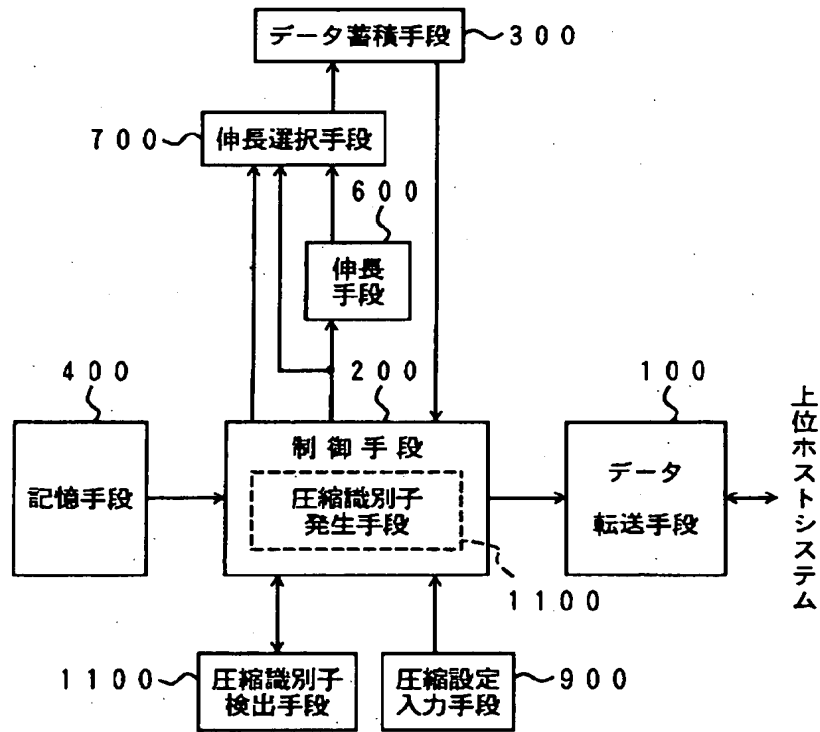 データ蓄積手段
300
700
伸長選択手段
600
伸長
手段
400
200
100
記憶手段
制御手段
圧縮識別子
発生手段
データ
転送手段
上位ホストシステム
1100
1100
圧縮識別子
検出手段
圧縮設定
入力手段
900